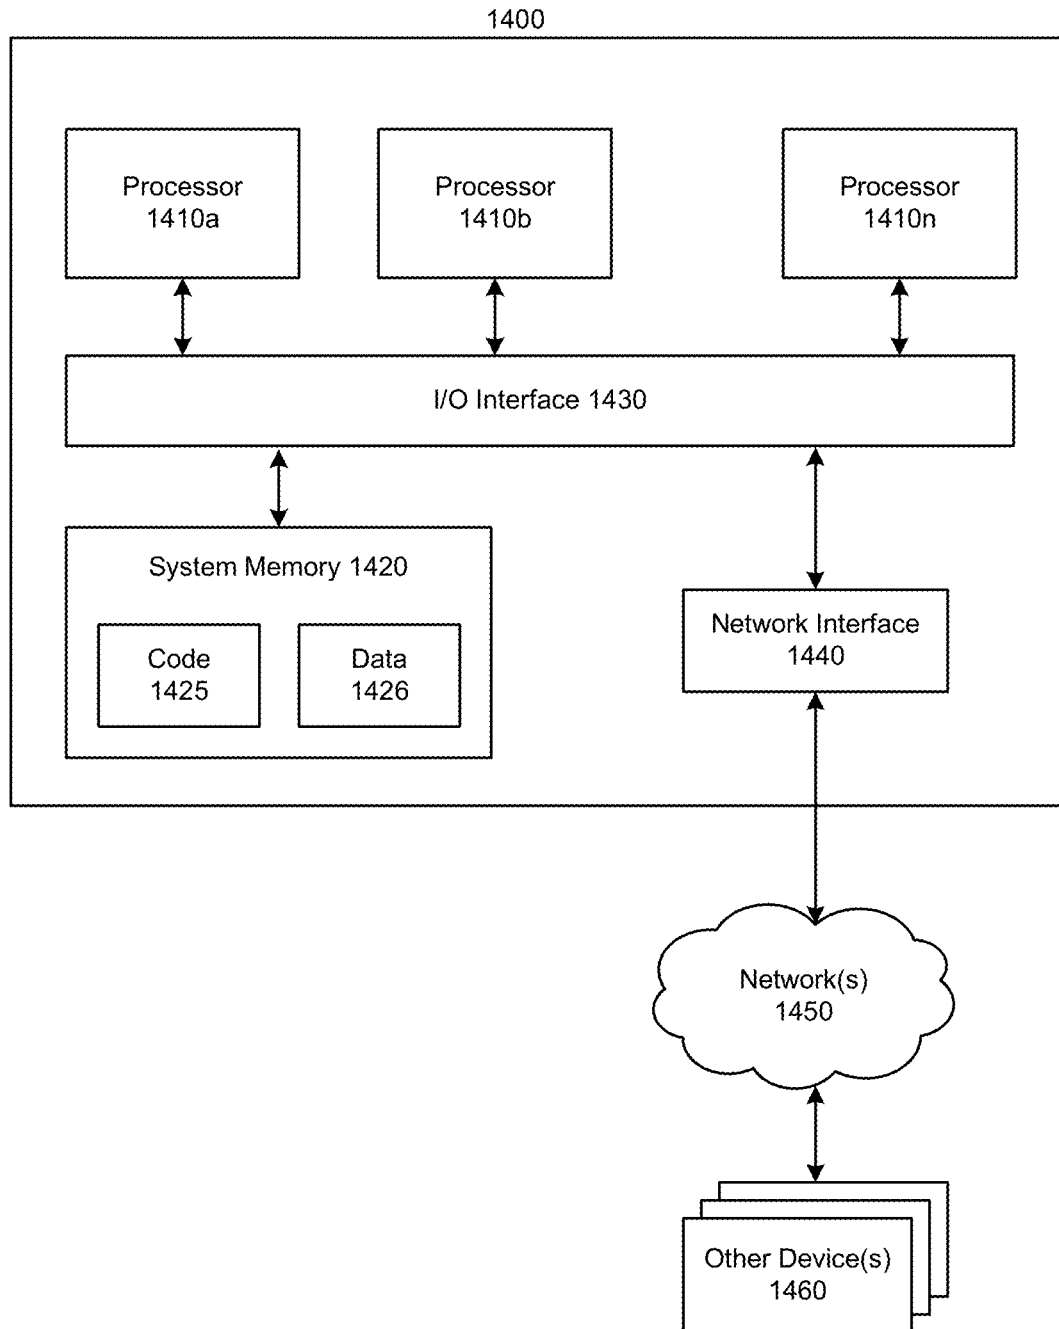 1400
Processor
1410a
Processor
1410b
Processor
1410n
I/O Interface 1430
System Memory 1420
Code
1425
Data
1426
Network Interface
1440
Network(s)
1450
Other Device(s)
1460